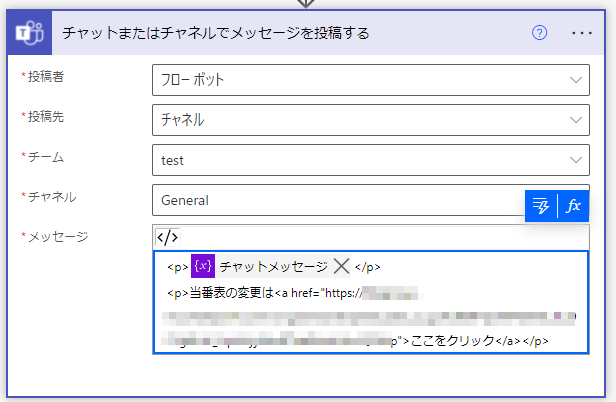 チャットまたはチャネルでメッセージを投稿する
*投稿者
フロー ボット
*投稿先
チャネル
*チーム
test
*チャネル
General
fx
*メッセージ
</>
<p> {x} チャットメッセージ </p>
<p>当番表の変更は<a href="https://
">ここをクリック</a></p>